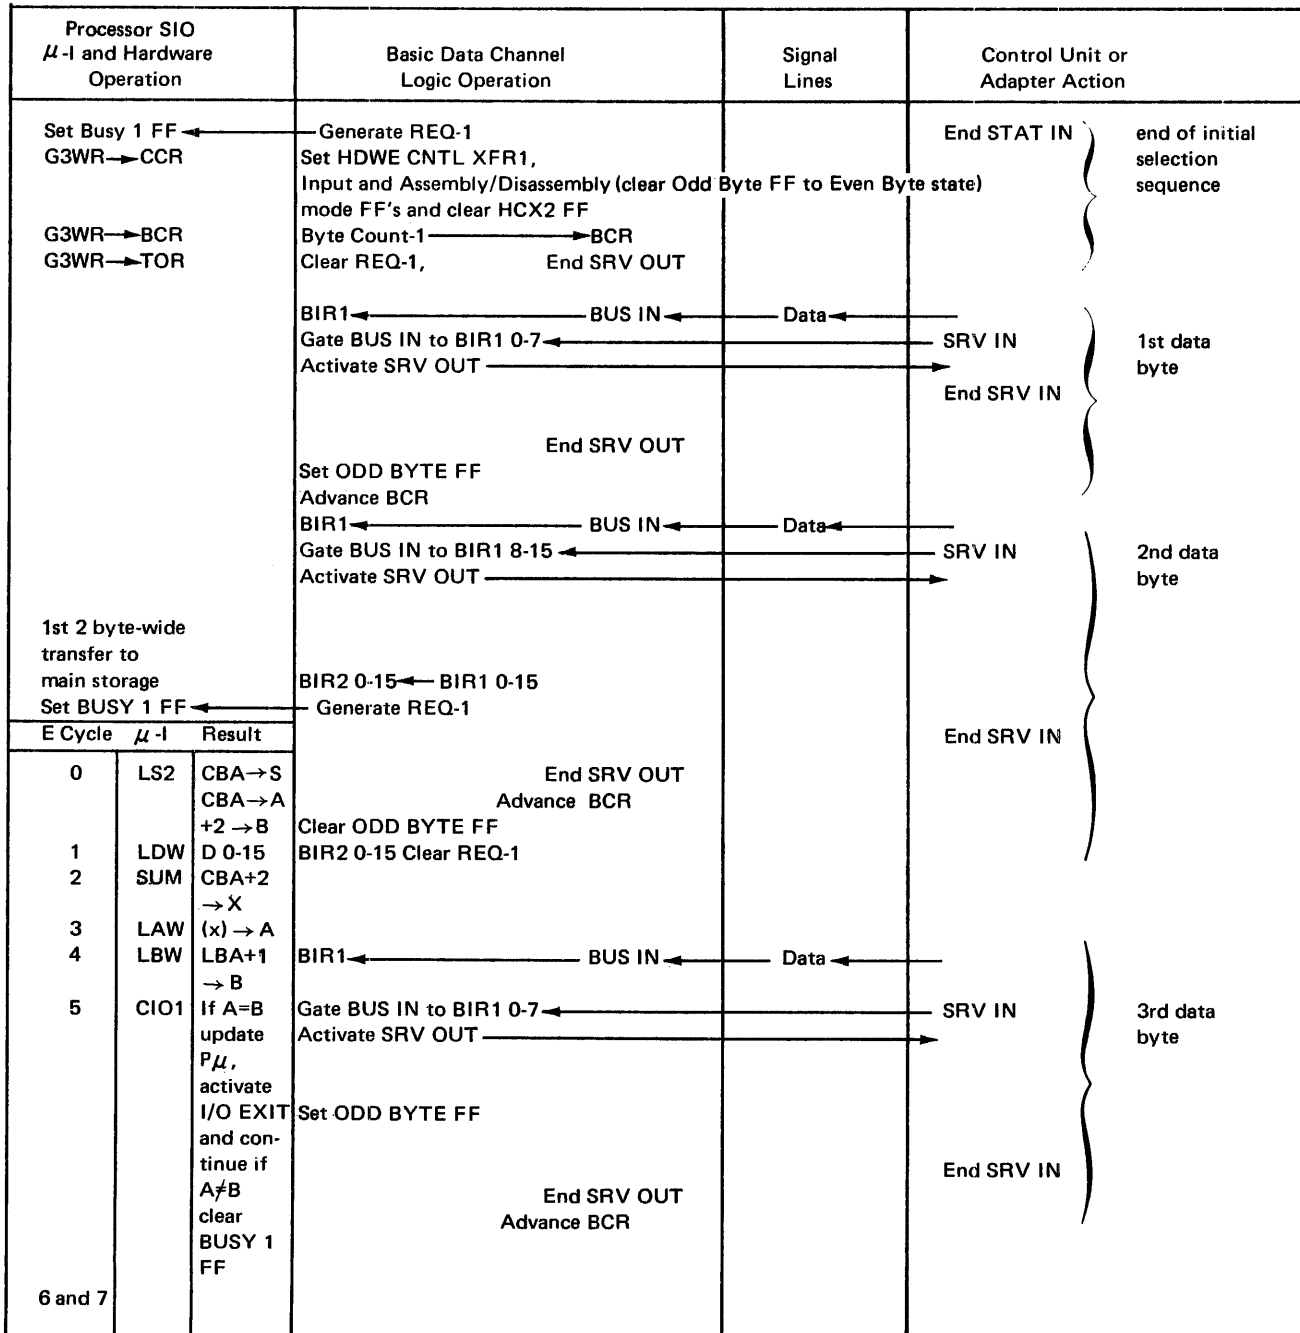 Processor SIO
μ-I and Hardware
Operation
Basic Data Channel
Logic Operation
Signal
Lines
Control Unit or
Adapter Action
Set Busy 1 FF ← Generate REQ-1
End STAT IN
end of initial
selection
sequence
G3WR→CCR
Set HDWE CNTL XFR1,
Input and Assembly/Disassembly (clear Odd Byte FF to Even Byte state)
mode FF's and clear HCX2 FF
G3WR→BCR
Byte Count-1 → BCR
G3WR→TOR
Clear REQ-1, End SRV OUT
BIR1 ← BUS IN ← Data ←
Gate BUS IN to BIR1 0-7 ← SRV IN
1st data
byte
Activate SRV OUT →
End SRV IN
End SRV OUT
Set ODD BYTE FF
Advance BCR
BIR1 ← BUS IN ← Data ←
Gate BUS IN to BIR1 8-15 ← SRV IN
2nd data
byte
Activate SRV OUT →
1st 2 byte-wide
transfer to
main storage
BIR2 0-15 ← BIR1 0-15
Set BUSY 1 FF ← Generate REQ-1
E Cycle μ-I Result
End SRV IN
0 LS2 CBA→S
End SRV OUT
CBA→A
Advance BCR
+2 →B
Clear ODD BYTE FF
1 LDW D 0-15
BIR2 0-15 Clear REQ-1
2 SUM CBA+2
→X
3 LAW (x) → A
4 LBW LBA+1
→ B
BIR1 ← BUS IN ← Data ←
5 CIO1 If A=B
Gate BUS IN to BIR1 0-7 ← SRV IN
3rd data
byte
update
Activate SRV OUT →
Pμ,
activate
I/O EXIT
Set ODD BYTE FF
and con-
tinue if
End SRV IN
A≠B
End SRV OUT
clear
Advance BCR
BUSY 1
FF
6 and 7